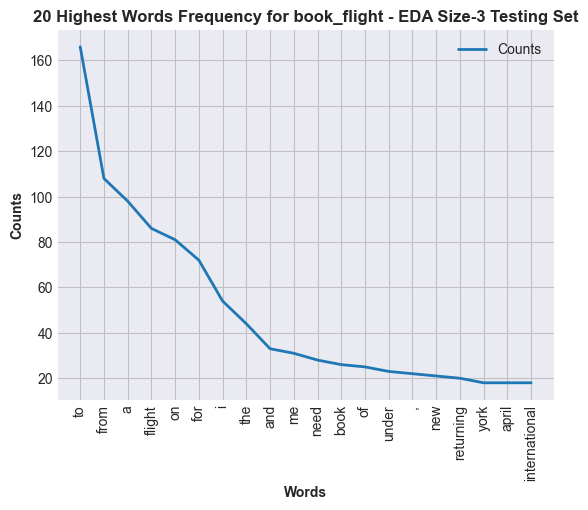 20 Highest Words Frequency for book_flight - EDA Size-3 Testing Set
Counts
160
140
120
100
80
60
40
20
Counts
to
from
a
flight
on
for
i
the
and
me
need
book
of
under
,
new
returning
york
april
international
Words